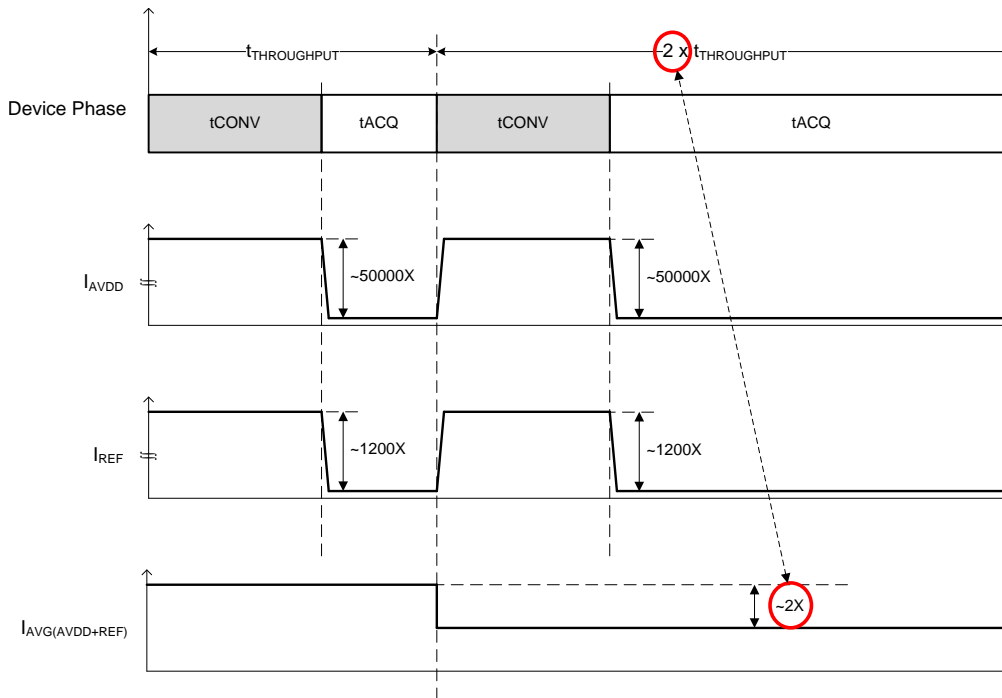 tTHROUGHPUT
2 x tTHROUGHPUT
Device Phase
tCONV
tACQ
tCONV
tACQ
IAVDD
~50000X
~50000X
IREF
~1200X
~1200X
IAVG(AVDD+REF)
~2X